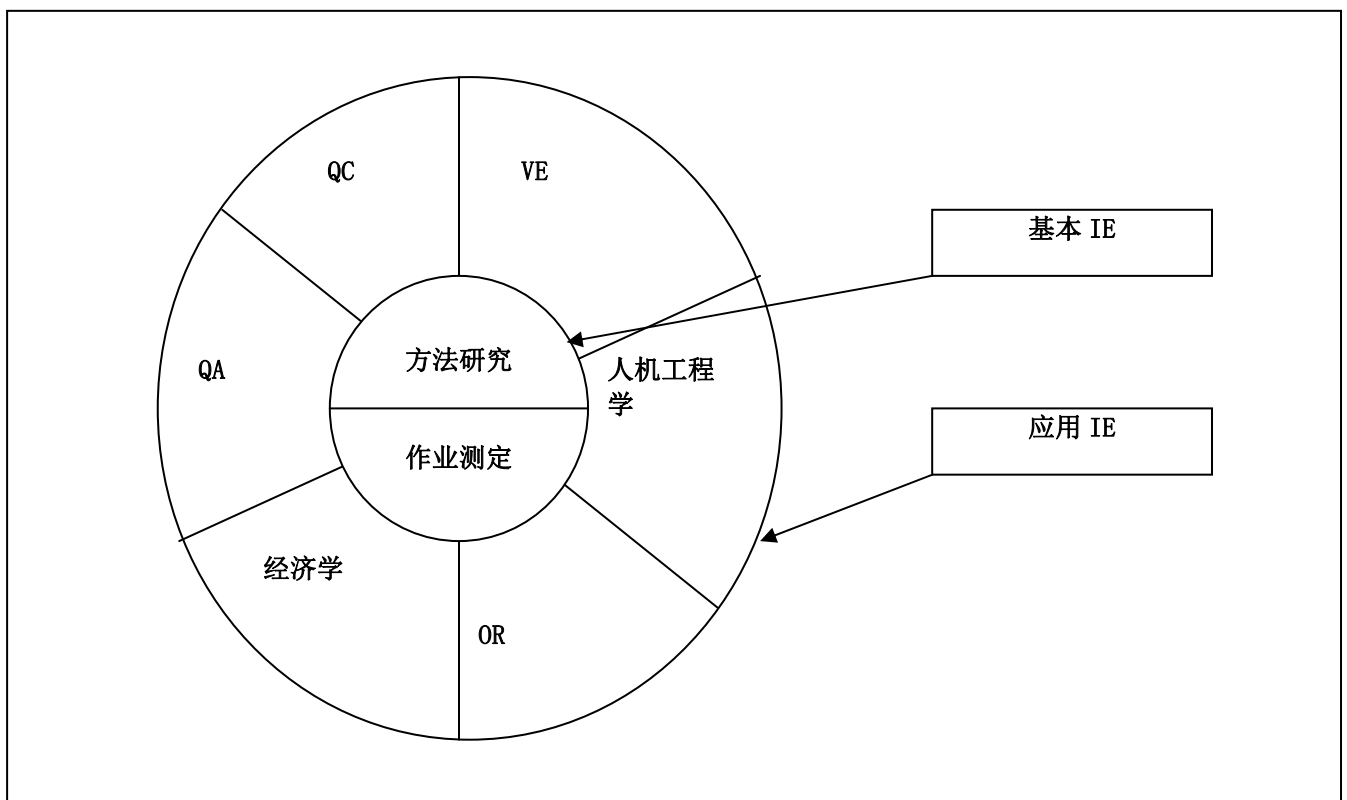 QC
VE
基本 IE
方法研究
QA
人机工程
学
应用 IE
作业测定
经济学
OR